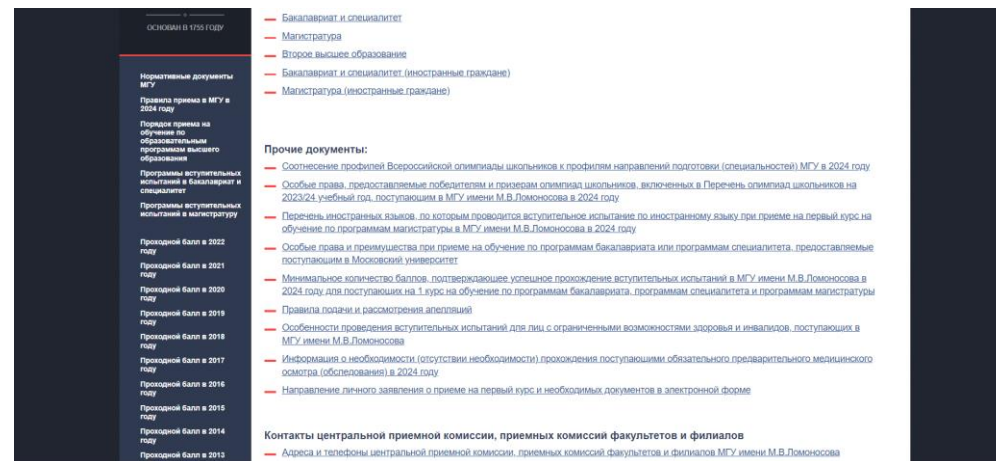 ОСНОВАН В 1755 ГОДУ
Нормативные документы
МГУ
Правила приема в МГУ в
2024 году
Порядок приема на
обучение по
образовательным
программам высшего
образования
Программы вступительных
испытаний в бакалавриат и
специалитет
Программы вступительных
испытаний в магистратуру
Проходной балл в 2022
году
Проходной балл в 2021
году
Проходной балл в 2020
году
Проходной балл в 2019
году
Проходной балл в 2018
году
Проходной балл в 2017
году
Проходной балл в 2016
году
Проходной балл в 2015
году
Проходной балл в 2014
году
Проходной балл в 2013
Бакалавриат и специалитет
Магистратура
Второе высшее образование
Бакалавриат и специалитет (иностранные граждане)
Магистратура (иностранные граждане)
Прочие документы:
Соотнесение профилей Всероссийской олимпиады школьников к профилям направлений подготовки (специальностей) МГУ в 2024 году
Особые права, предоставляемые победителям и призерам олимпиад школьников, включенных в Перечень олимпиад школьников на
2023/24 учебный год, поступающим в МГУ имени М.В.Ломоносова в 2024 году
Перечень иностранных языков, по которым проводится вступительное испытание по иностранному языку при приеме на первый курс на
обучение по программам магистратуры в МГУ имени М.В.Ломоносова в 2024 году
Особые права и преимущества при приеме на обучение по программам бакалавриата или программам специалитета, предоставляемые
поступающим в Московский университет
Минимальное количество баллов, подтверждающее успешное прохождение вступительных испытаний в МГУ имени М.В.Ломоносова в
2024 году для поступающих на 1 курс на обучение по программам бакалавриата, программам специалитета и программам магистратуры
Правила подачи и рассмотрения апелляций
Особенности проведения вступительных испытаний для лиц с ограниченными возможностями здоровья и инвалидов, поступающих в
МГУ имени М.В.Ломоносова
Информация о необходимости (отсутствии необходимости) прохождения поступающими обязательного предварительного медицинского
осмотра (обследования) в 2024 году
Направление личного заявления о приеме на первый курс и необходимых документов в электронной форме
Контакты центральной приемной комиссии, приемных комиссий факультетов и филиалов
Адреса и телефоны центральной приемной комиссии, приемных комиссий факультетов и филиалов МГУ имени М.В.Ломоносова